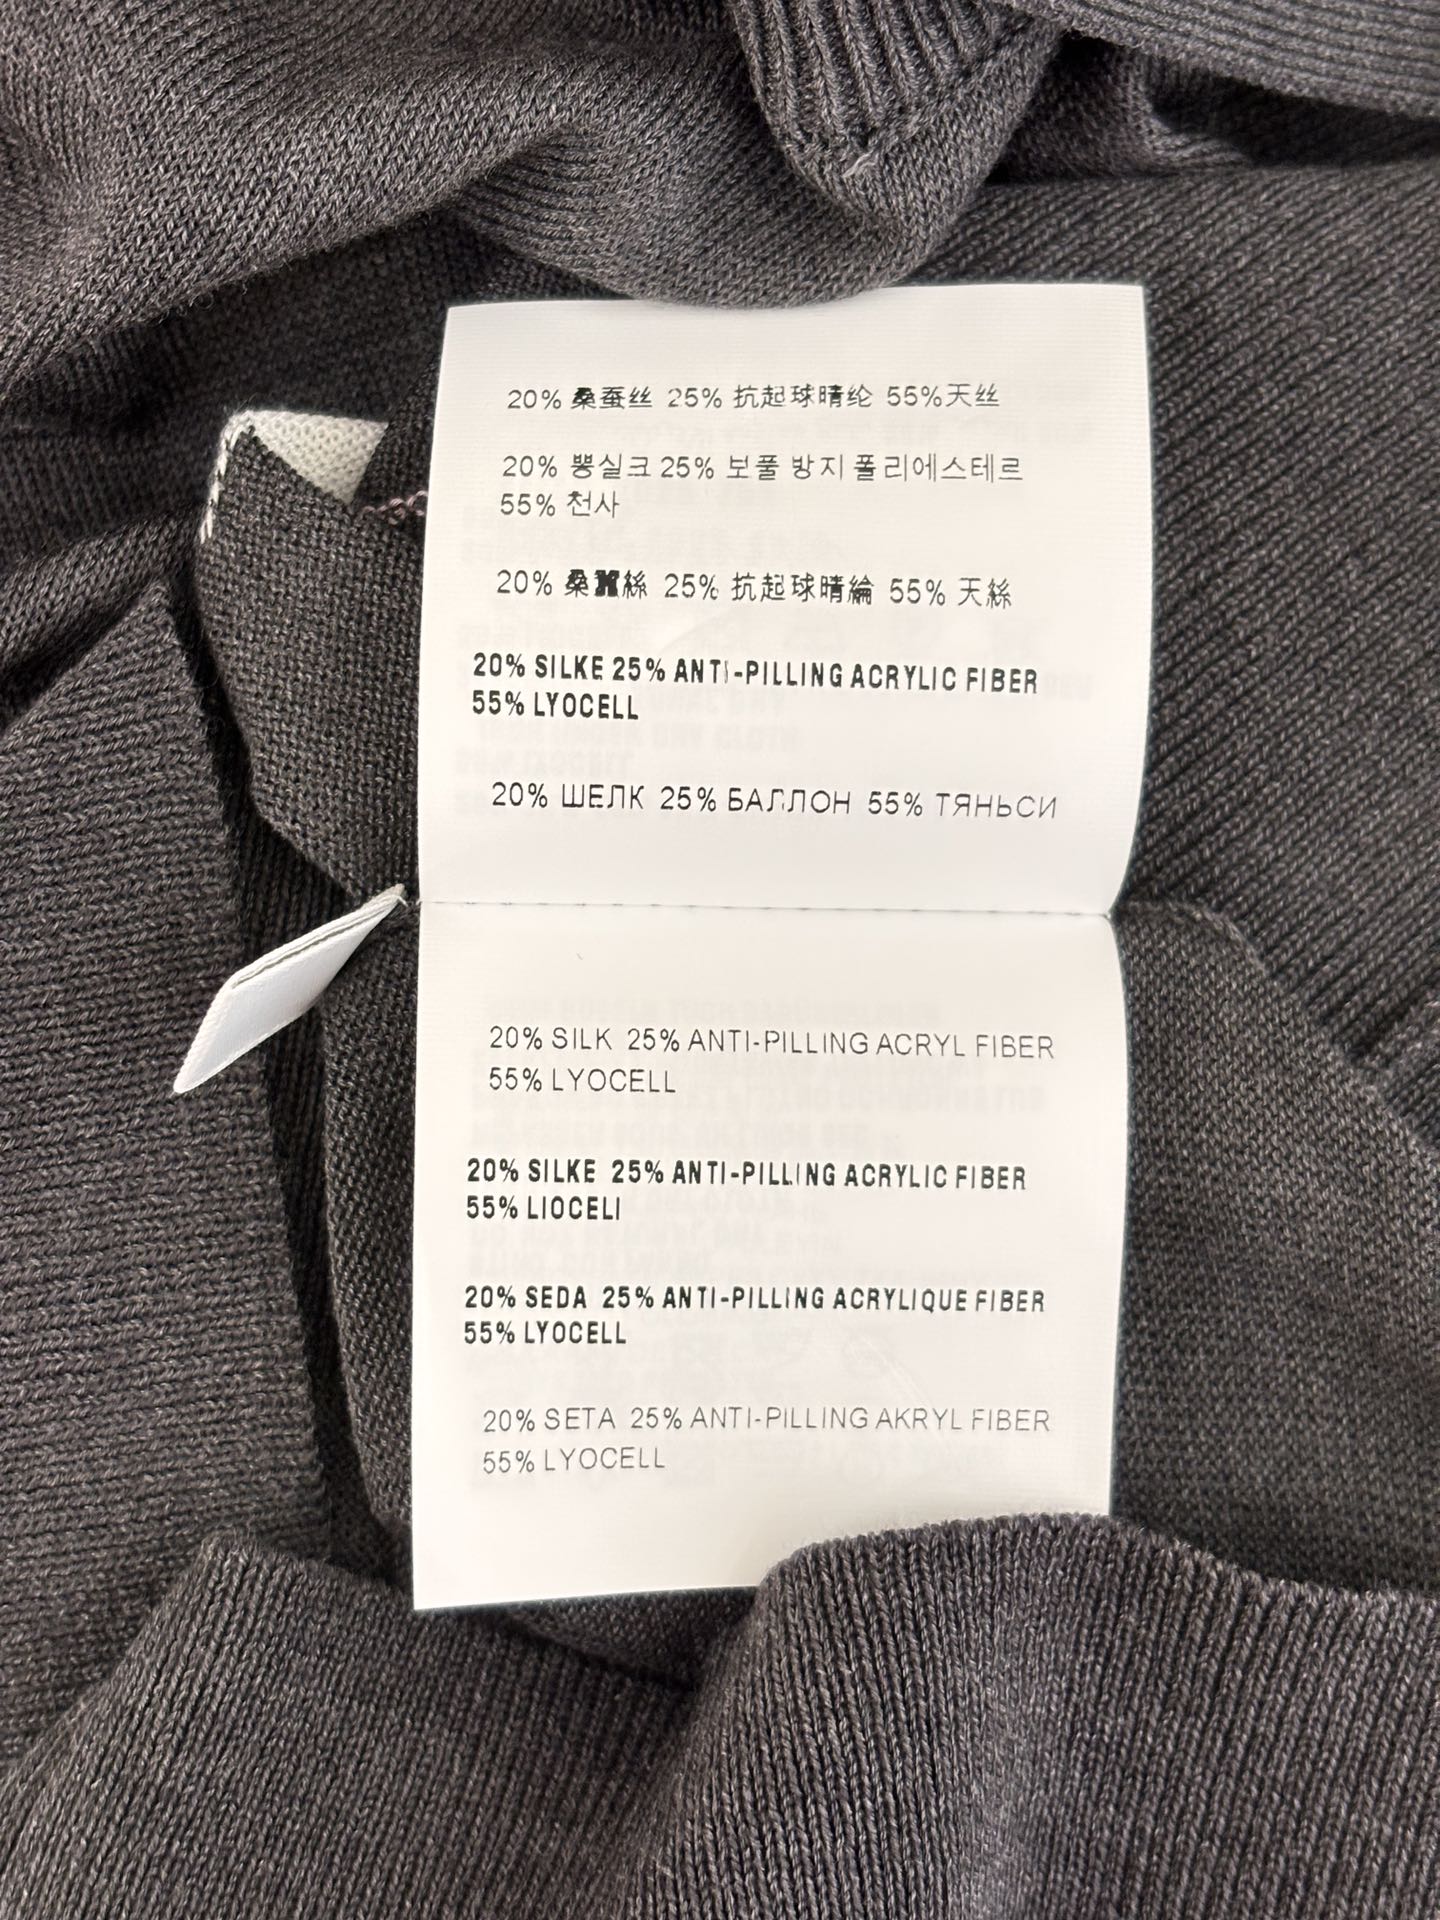 20% 桑蚕丝 25% 抗起球晴纶 55%天丝
20% 뽕실크 25% 보풀 방지 폴리에스테르
55% 천사
20% 桑絲 25% 抗起球晴綸 55% 天絲
20% SILKE 25% ANTI-PILLING ACRYLIC FIBER
55% LYOCELL
20% ШЕЛК 25% БАЛЛОН 55% ТЯНЬСИ
20% SILK 25% ANTI-PILLING ACRYL FIBER
55% LYOCELL
20% SILKE 25% ANTI-PILLING ACRYLIC FIBER
55% LIOCELI
20% SEDA 25% ANTI-PILLING ACRYLIQUE FIBER
55% LYOCELL
20% SETA 25% ANTI-PILLING AKRYL FIBER
55% LYOCELL